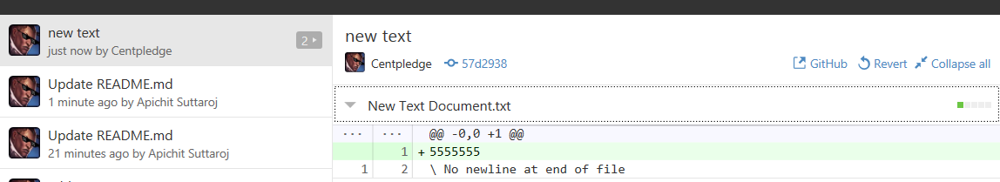 new text
just now by Centpledge
2
Update README.md
1 minute ago by Apichit Suttaroj
Update README.md
21 minutes ago by Apichit Suttaroj
new text
Centpledge 57d2938 GitHub Revert Collapse all
New Text Document.txt
... ... @@ -0,0 +1 @@
1 +5555555
1 2 \ No newline at end of file